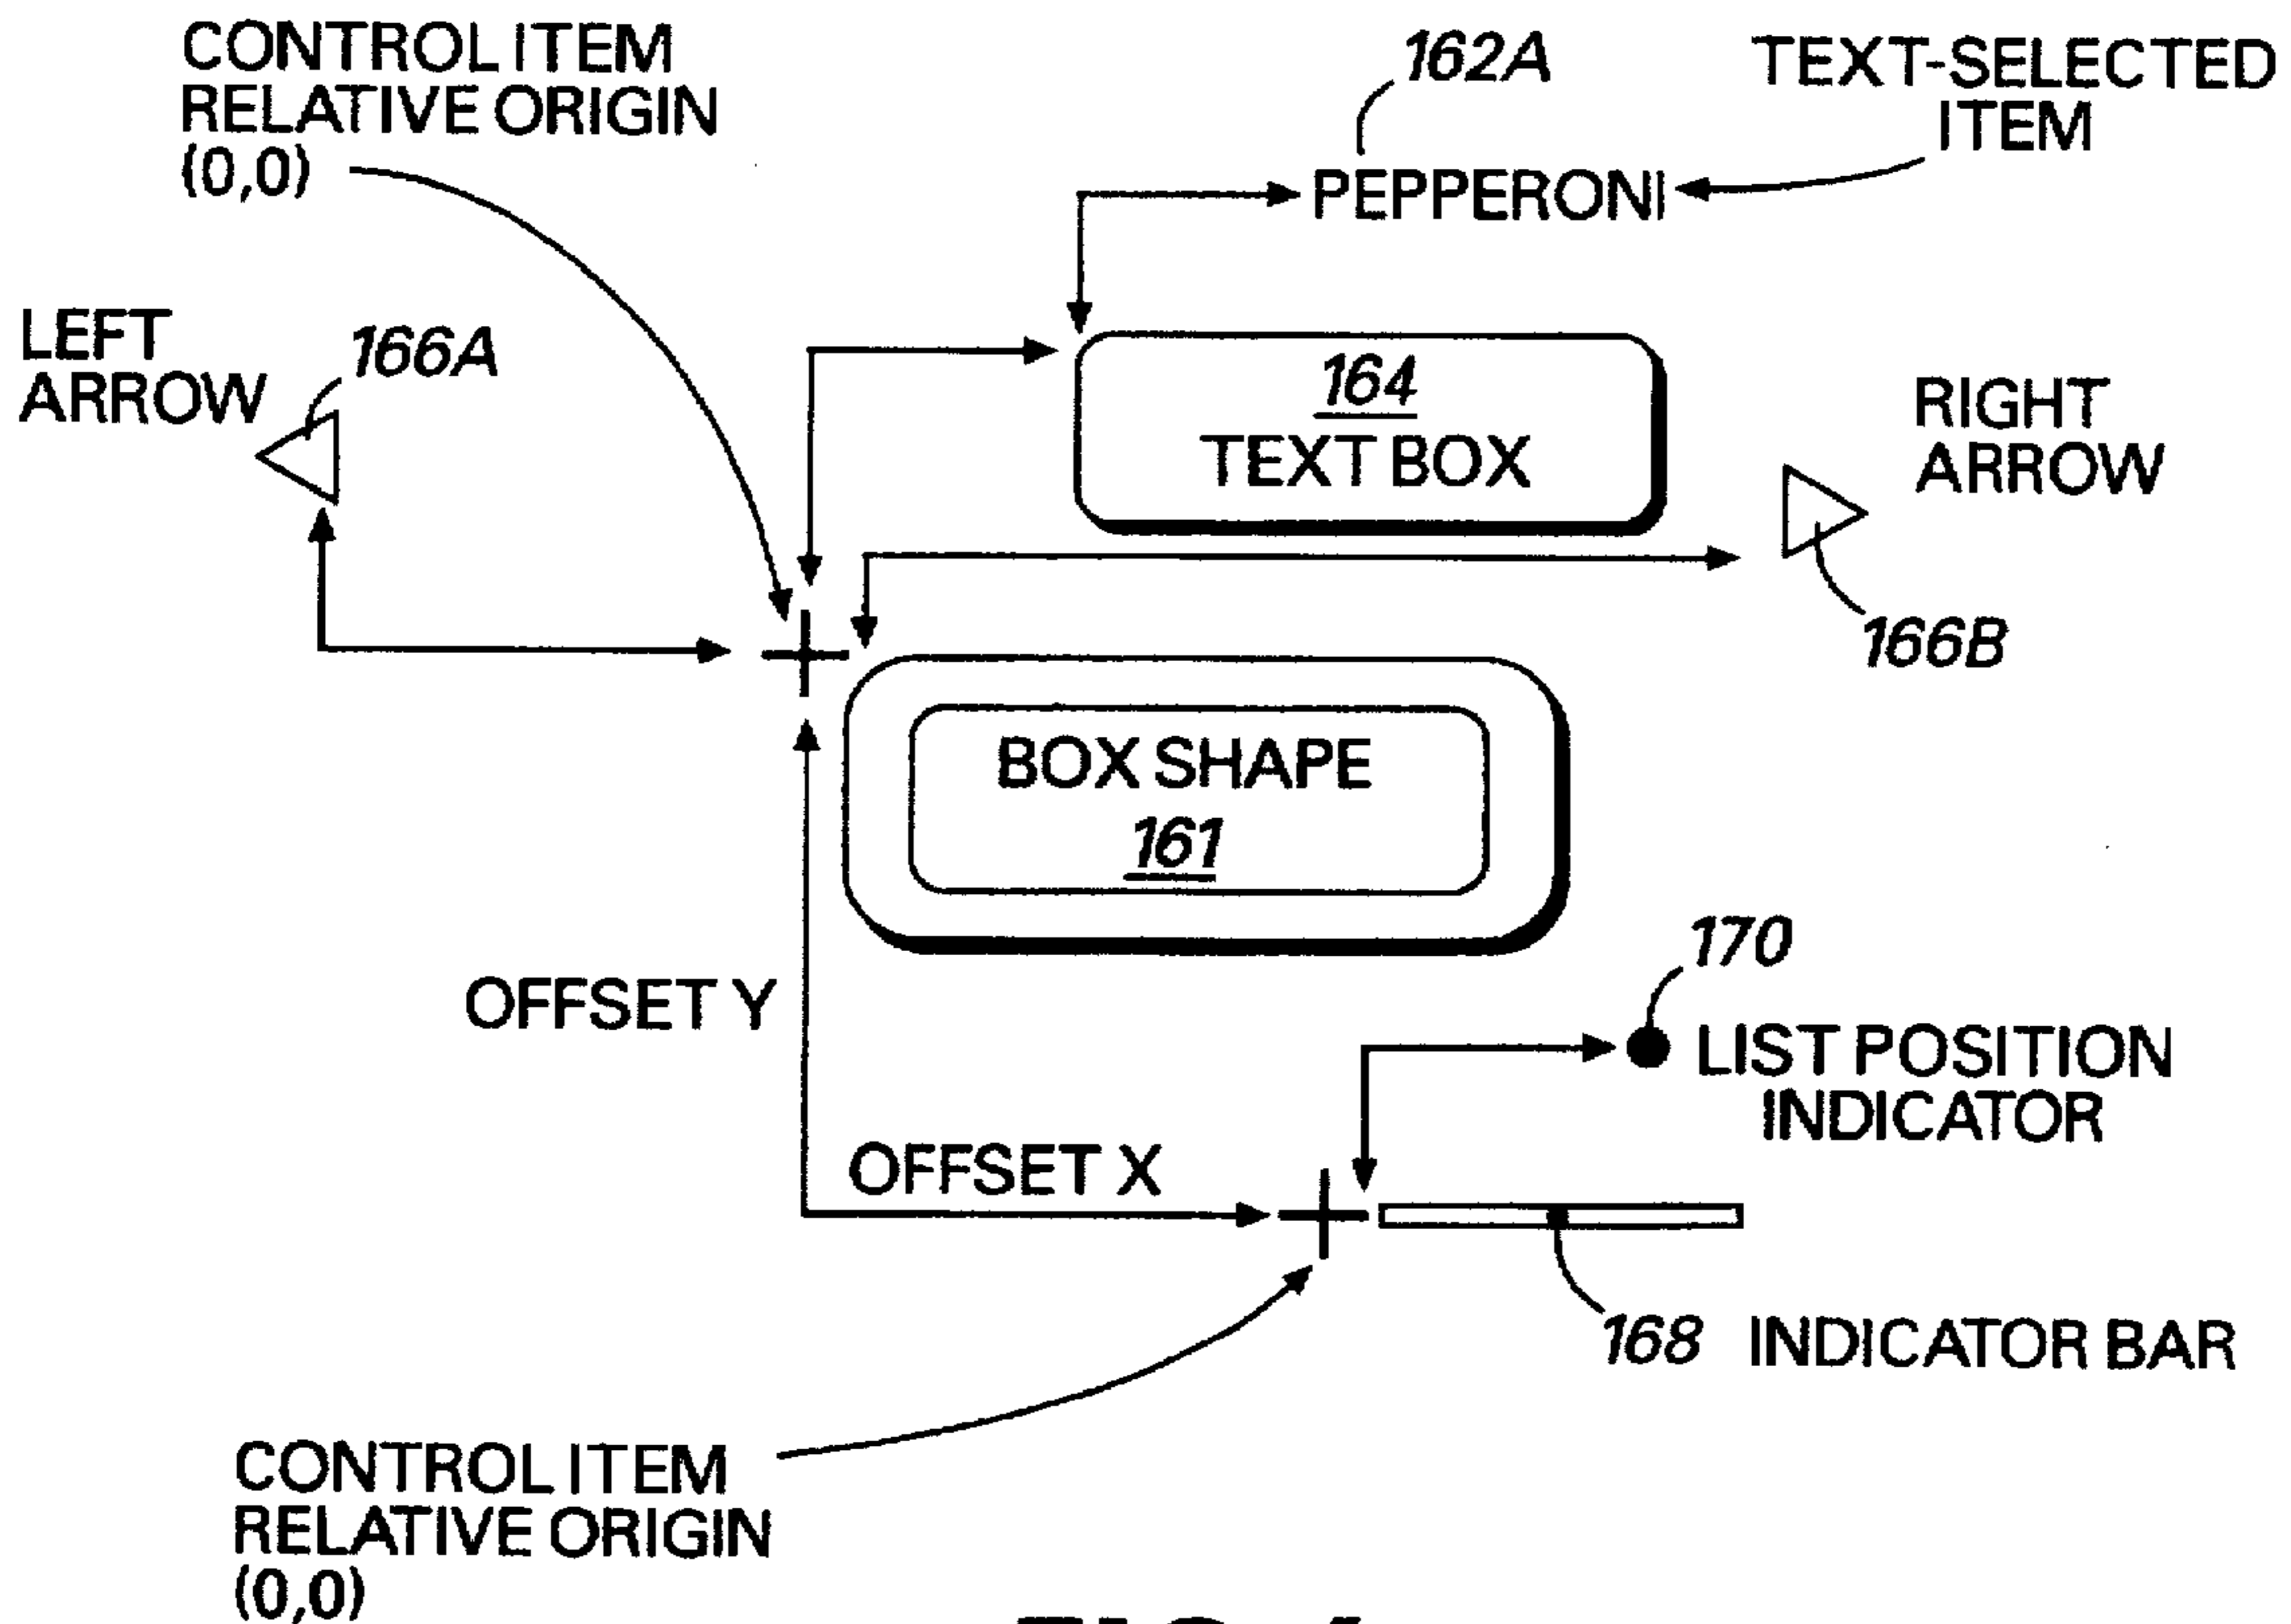 CONTROL ITEM
RELATIVE ORIGIN
(0,0)
162A
TEXT-SELECTED
ITEM
PEPPERONI
LEFT
ARROW
166A
164
TEXT BOX
RIGHT
ARROW
166B
BOX SHAPE
161
OFFSET Y
170
LIST POSITION
INDICATOR
OFFSET X
168 INDICATOR BAR
CONTROL ITEM
RELATIVE ORIGIN
(0,0)